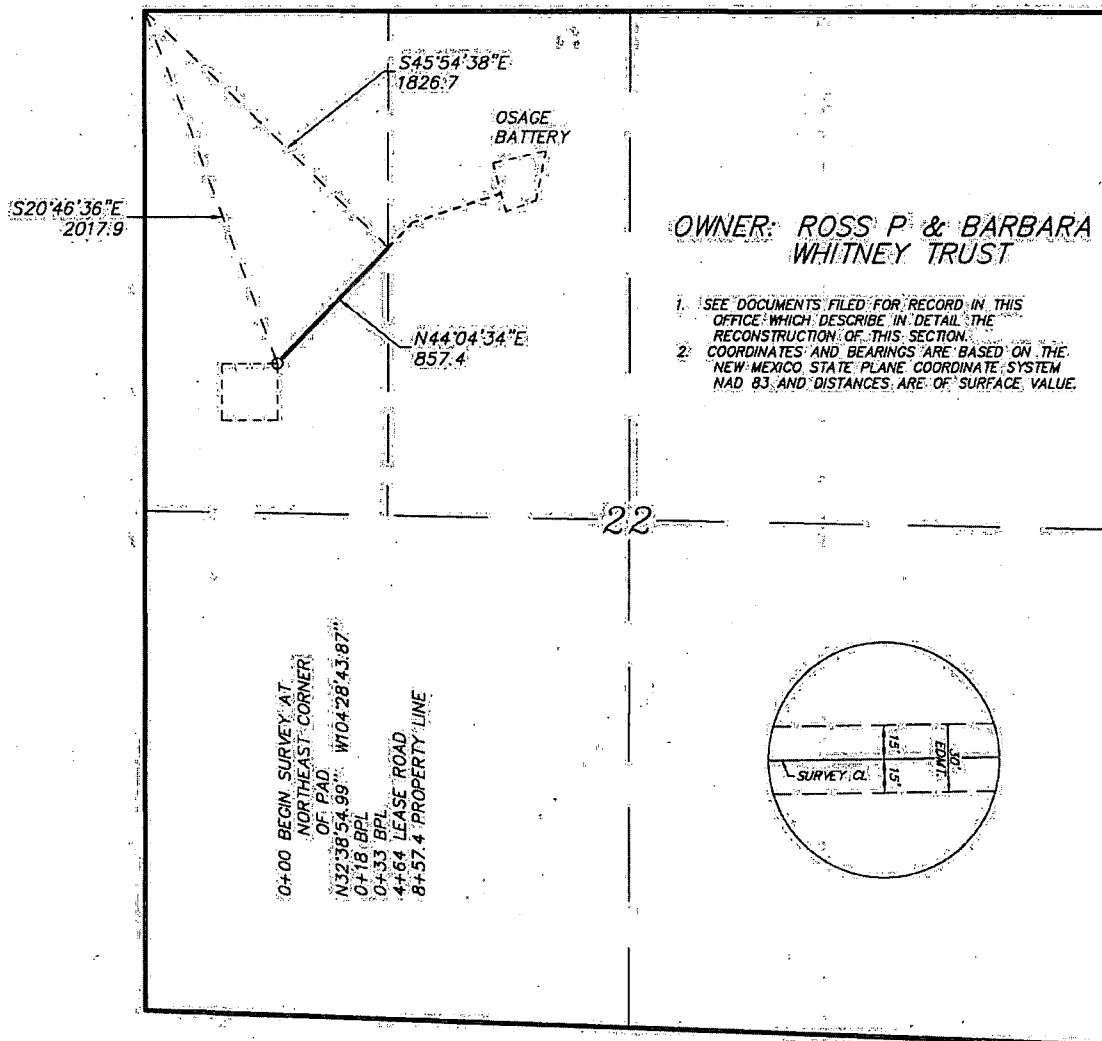 S45°54'38"E
1826.7
OSAGE
BATTERY
S20°46'36"E
2017.9
OWNER: ROSS P & BARBARA
WHITNEY TRUST
1. SEE DOCUMENTS FILED FOR RECORD IN THIS
OFFICE WHICH DESCRIBE IN DETAIL THE
RECONSTRUCTION OF THIS SECTION.
2. COORDINATES AND BEARINGS ARE BASED ON THE
NEW MEXICO STATE PLANE COORDINATE SYSTEM
NAD 83 AND DISTANCES ARE OF SURFACE VALUE.
N44°04'34"E
857.4
22
0+00 BEGIN SURVEY AT
NORTHEAST CORNER
OF PAD
N32°38'54.99" W104°28'43.87"
0+18 BPL
0+33 BPL
4+64 LEASE ROAD
8+57.4 PROPERTY LINE
15' 15'
30'
EDMT.
SURVEY CL